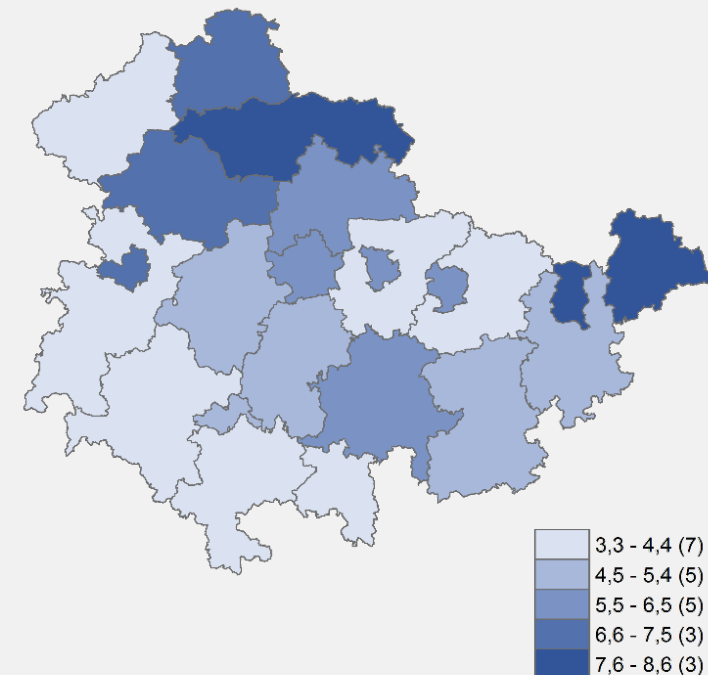 3,3 - 4,4 (7)
4,5 - 5,4 (5)
5,5 - 6,5 (5)
6,6 - 7,5 (3)
7,6 - 8,6 (3)